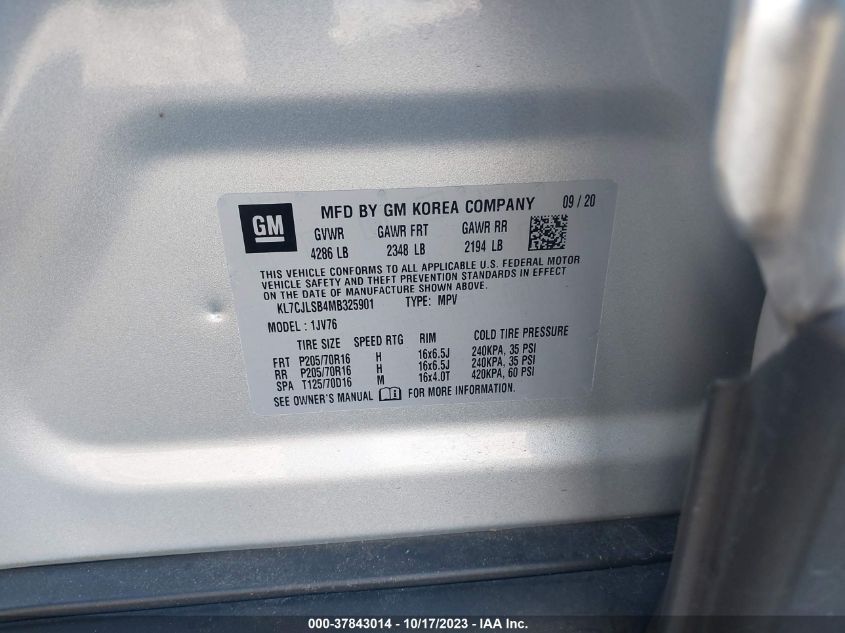 GM
MFD BY GM KOREA COMPANY 09 / 20
GVWR GAWR FRT GAWR RR
4286 LB 2348 LB 2194 LB
THIS VEHICLE CONFORMS TO ALL APPLICABLE U.S. FEDERAL MOTOR
VEHICLE SAFETY AND THEFT PREVENTION STANDARDS IN EFFECT
ON THE DATE OF MANUFACTURE SHOWN ABOVE.
KL7CJLSB4MB325901 TYPE: MPV
MODEL : 1JV76
TIRE SIZE SPEED RTG RIM COLD TIRE PRESSURE
FRT P205/70R16 H 16x6.5J 240KPA, 35 PSI
RR P205/70R16 H 16x6.5J 240KPA, 35 PSI
SPA T125/70D16 M 16x4.0T 420KPA, 60 PSI
SEE OWNER'S MANUAL FOR MORE INFORMATION.
000-37843014 - 10/17/2023 - IAA Inc.